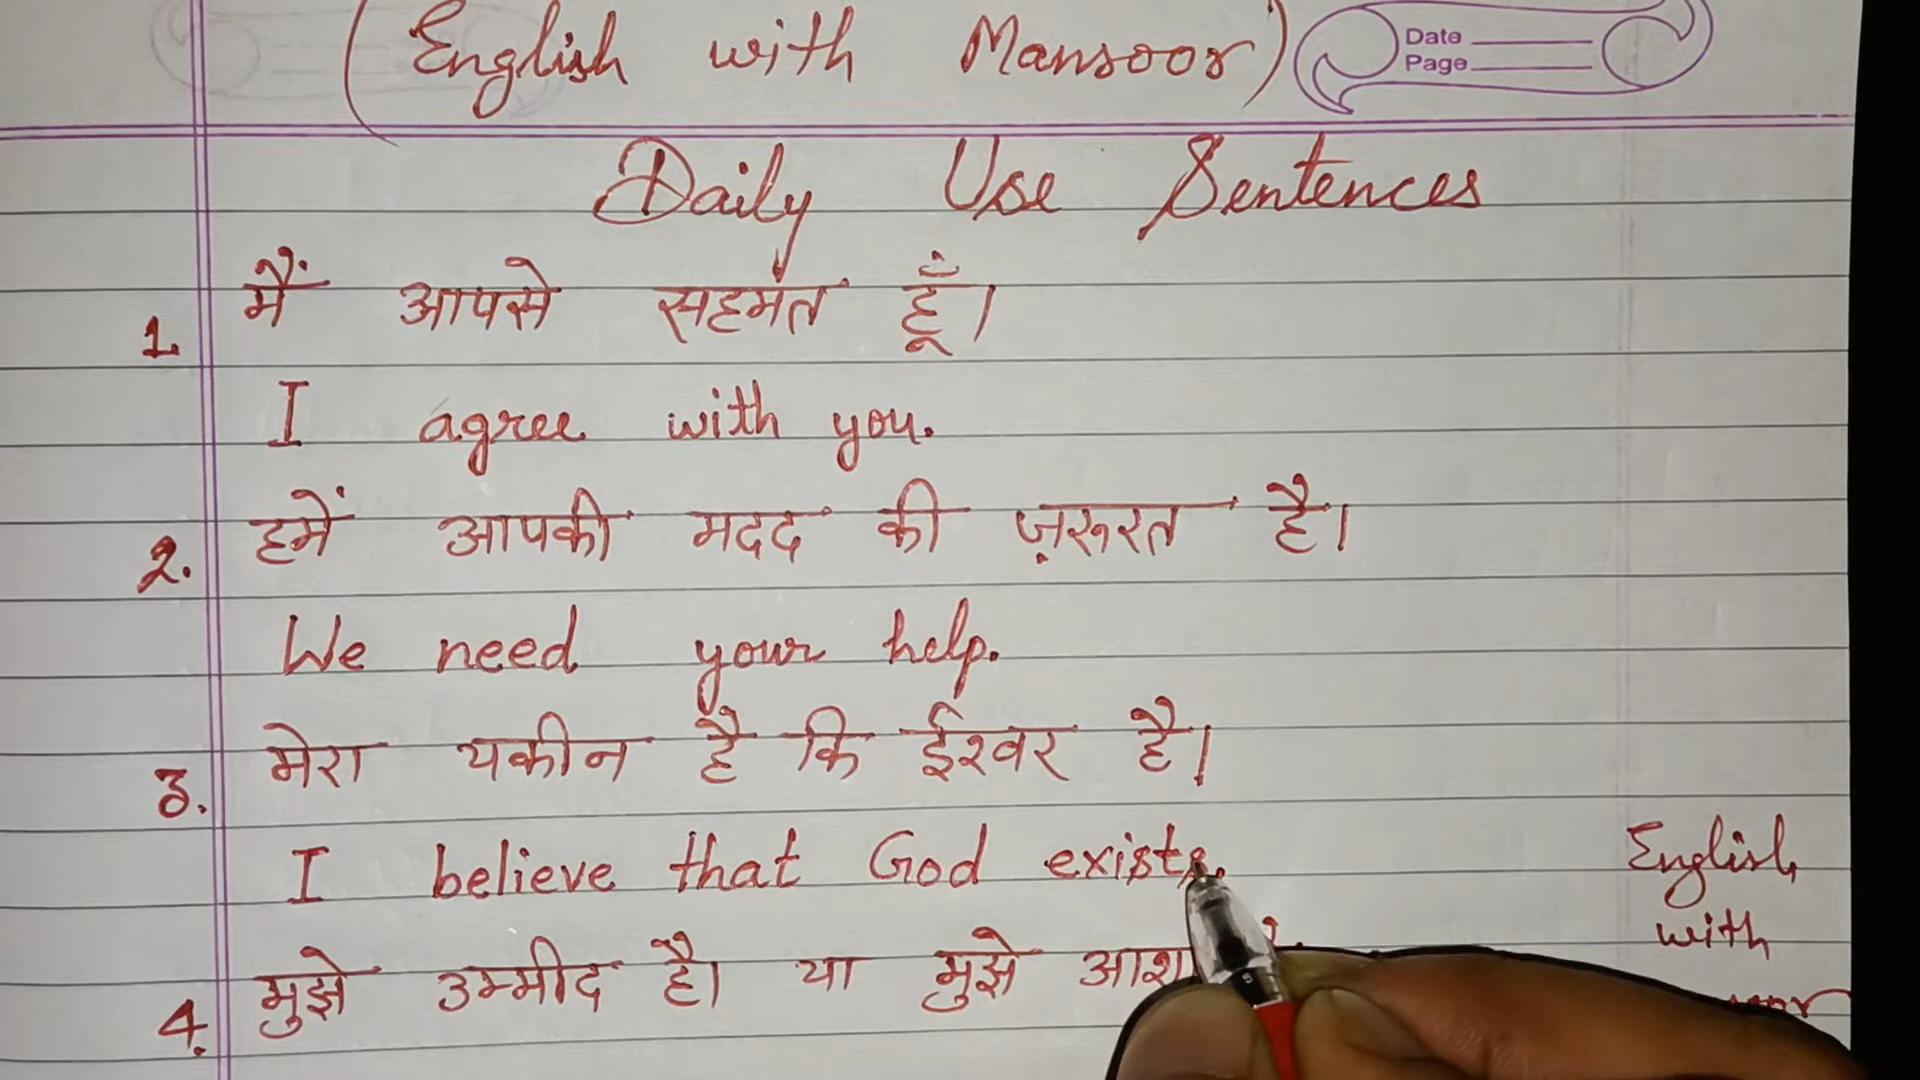 (English with Mansoor)
Date
Page
Daily Use Sentences
1. मैं आपसे सहमत हूँ।
I agree with you.
2. हमें आपकी मदद की ज़रूरत है।
We need your help.
3. मेरा यकीन है कि ईश्वर है।
I believe that God exists.
4. मुझे उम्मीद है। या मुझे
English
with